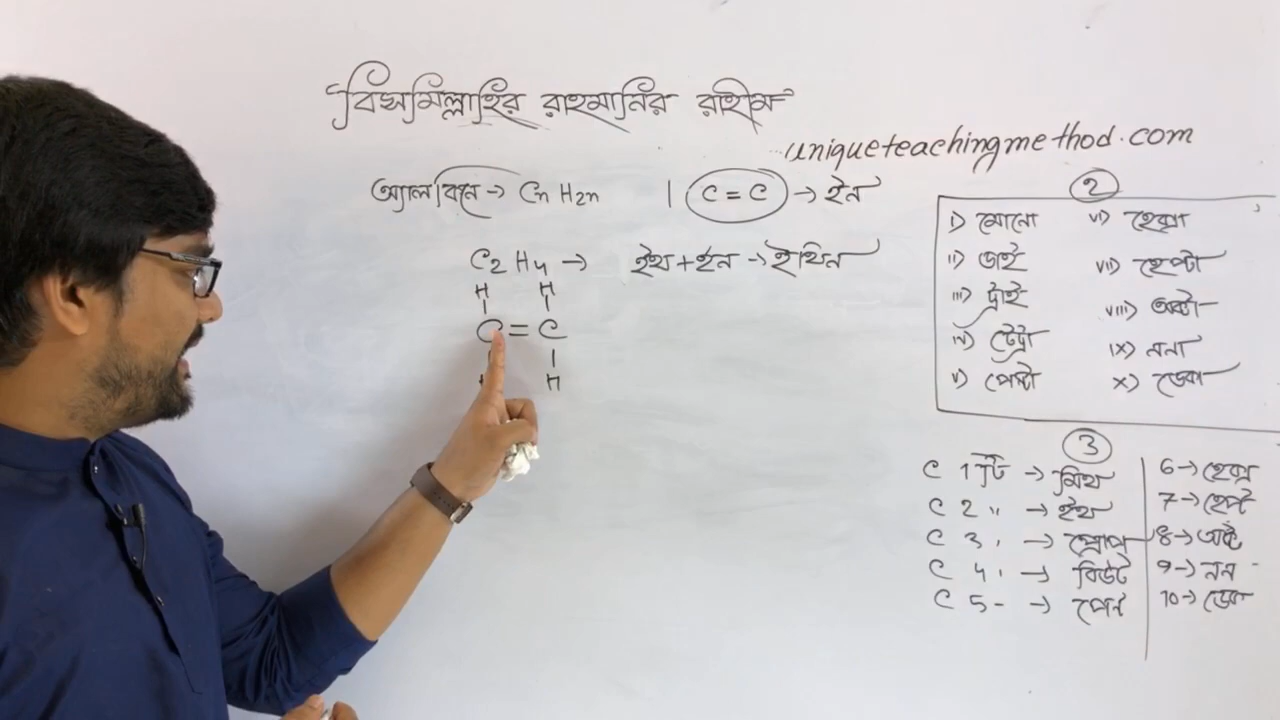 বিসমিল্লাহির রাহমানির রাহীম
uniqueteachingmethod.com
অ্যালকিনে → CnH2n | C = C → ইন
C2H4 → ইথ + ইন → ইথিন
H H
C = C
H H
2
i) মোনো vi) হেক্সা
ii) ডাই vii) হেপ্টা
iii) ট্রাই viii) অক্টা
iv) টেট্রা ix) ননা
v) পেন্টা x) ডেকা
3
C 1 টি → মিথ 6 → হেক্স
C 2 " → ইথ 7 → হেপ্ট
C 3 , → প্রোপ 8 → অক্ট
C 4 , → বিউট 9 → নন
C 5 - → পেন্ট 10 → ডেক